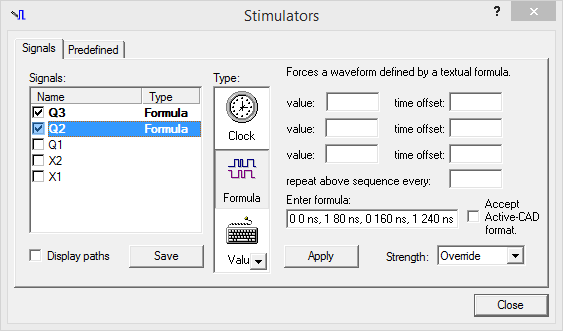 Stimulators
Signals Predefined
Signals: Type: Forces a waveform defined by a textual formula.
Name Type
Q3 Formula
Q2 Formula
Q1
X2
X1
Clock
Formula
Valu
value: time offset:
value: time offset:
value: time offset:
repeat above sequence every:
Enter formula:
0 0 ns, 1 80 ns, 0 160 ns, 1 240 ns
Accept
Active-CAD
format.
Display paths Save Apply Strength: Override
Close